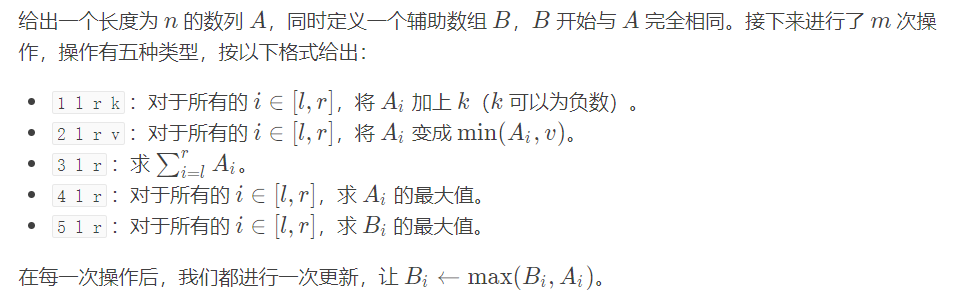 给出一个长度为 n 的数列 A，同时定义一个辅助数组 B，B 开始与 A 完全相同。接下来进行了 m 次操
作，操作有五种类型，按以下格式给出：
• 1 l r k：对于所有的 i ∈ [l, r]，将 A_i 加上 k（k 可以为负数）。
• 2 l r v：对于所有的 i ∈ [l, r]，将 A_i 变成 min(A_i, v)。
• 3 l r：求 ∑_{i=l}^{r} A_i。
• 4 l r：对于所有的 i ∈ [l, r]，求 A_i 的最大值。
• 5 l r：对于所有的 i ∈ [l, r]，求 B_i 的最大值。
在每一次操作后，我们都进行一次更新，让 B_i ← max(B_i, A_i)。